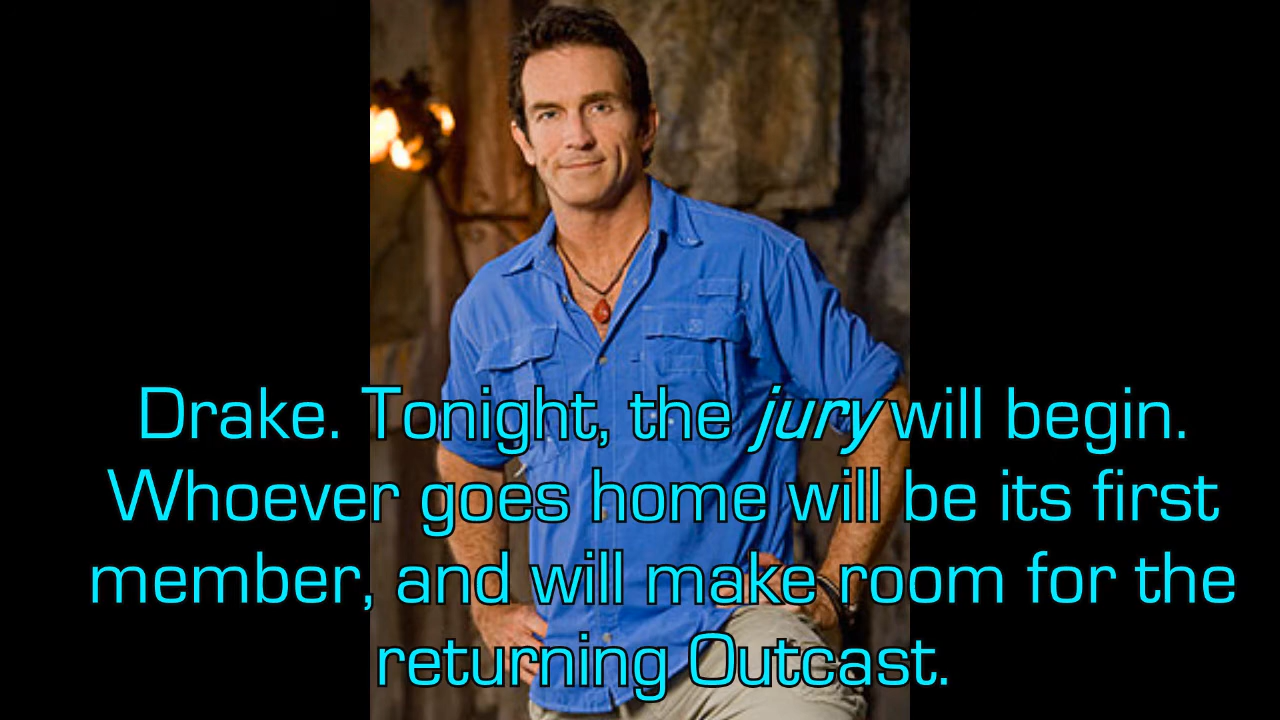 Drake. Tonight, the jury will begin.
Whoever goes home will be its first
member, and will make room for the
returning Outcast.